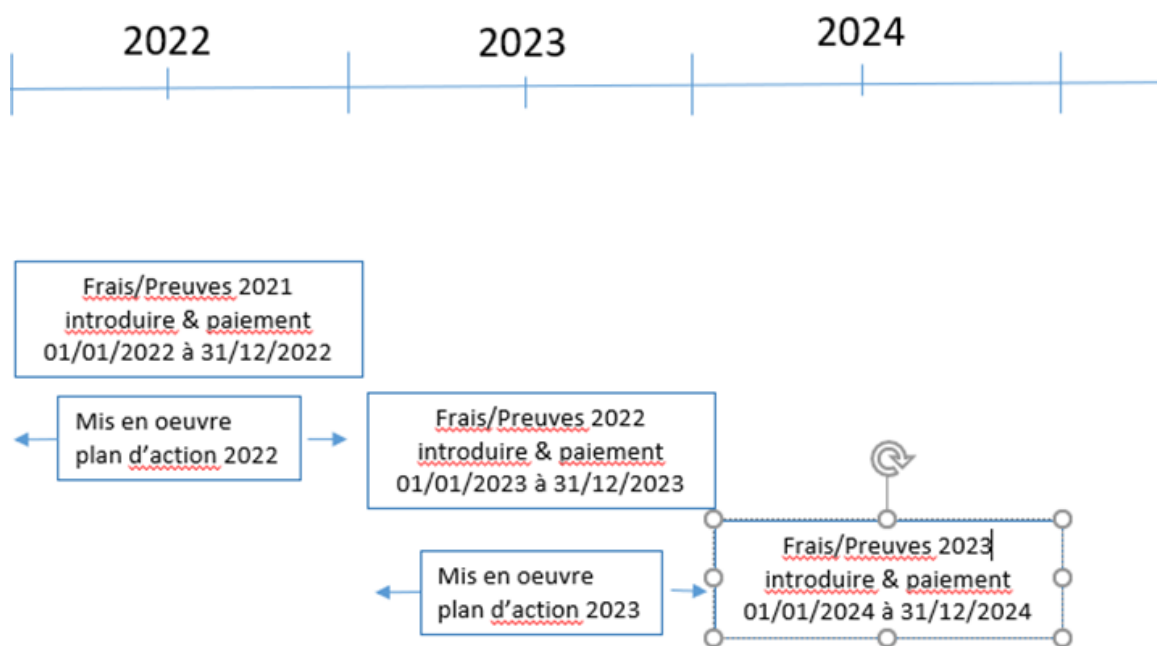 2022
2023
2024
Frais/Preuves 2021
introduire & paiement
01/01/2022 à 31/12/2022
Mis en oeuvre
plan d'action 2022
Frais/Preuves 2022
introduire & paiement
01/01/2023 à 31/12/2023
Mis en oeuvre
plan d'action 2023
Frais/Preuves 2023
introduire & paiement
01/01/2024 à 31/12/2024